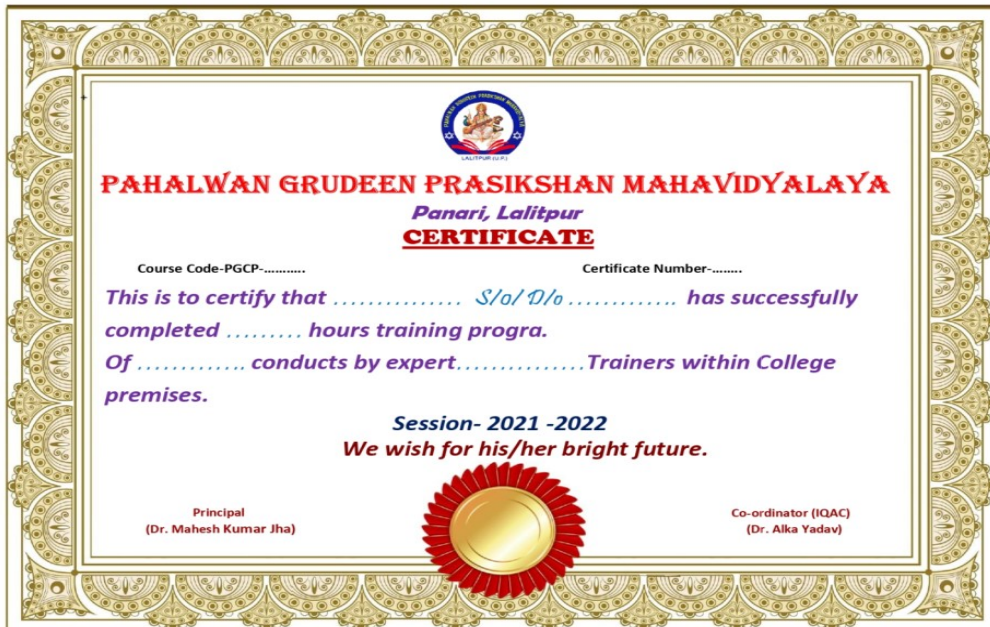 LALITPUR (U.P.)
PAHALWAN GRUDEEN PRASIKSHAN MAHAVIDYALAYA
Panari, Lalitpur
CERTIFICATE
Course Code-PGCP-........... Certificate Number-........
This is to certify that ............... S/o/ D/o ............. has successfully
completed ......... hours training progra.
Of ............. conducts by expert...............Trainers within College
premises.
Session- 2021 -2022
We wish for his/her bright future.
Principal Co-ordinator (IQAC)
(Dr. Mahesh Kumar Jha) (Dr. Alka Yadav)